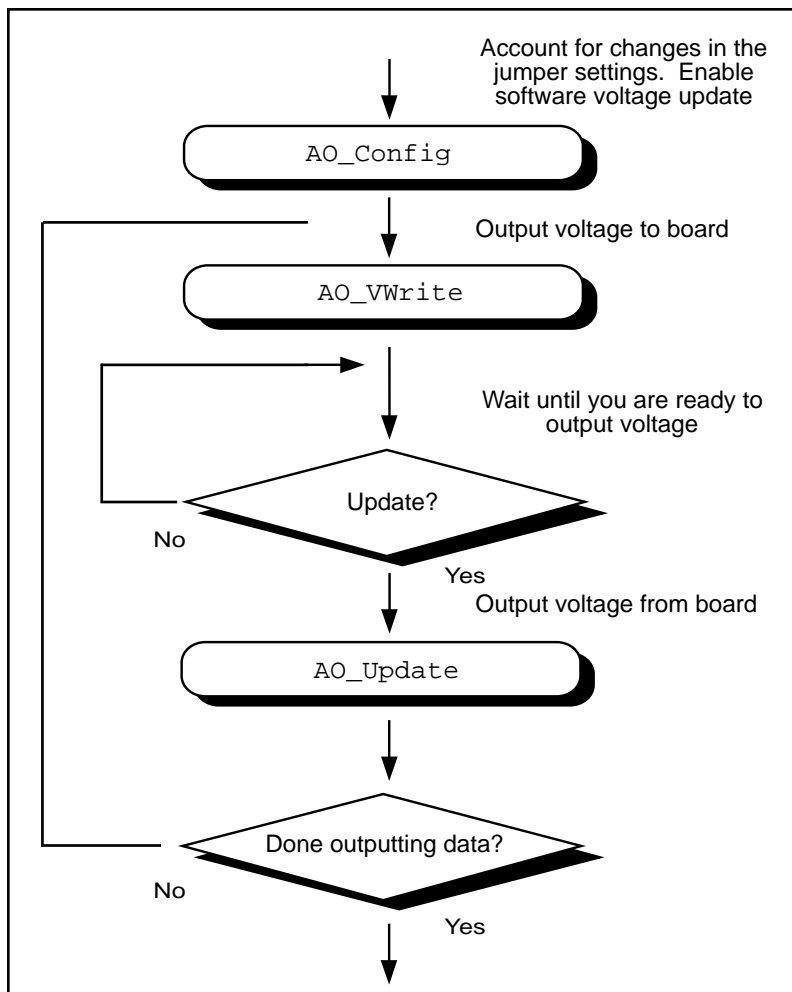 Account for changes in the
jumper settings.  Enable
software voltage update
AO_Config
Output voltage to board
AO_VWrite
Wait until you are ready to
output voltage
Update?
No
Yes
Output voltage from board
AO_Update
Done outputting data?
No
Yes